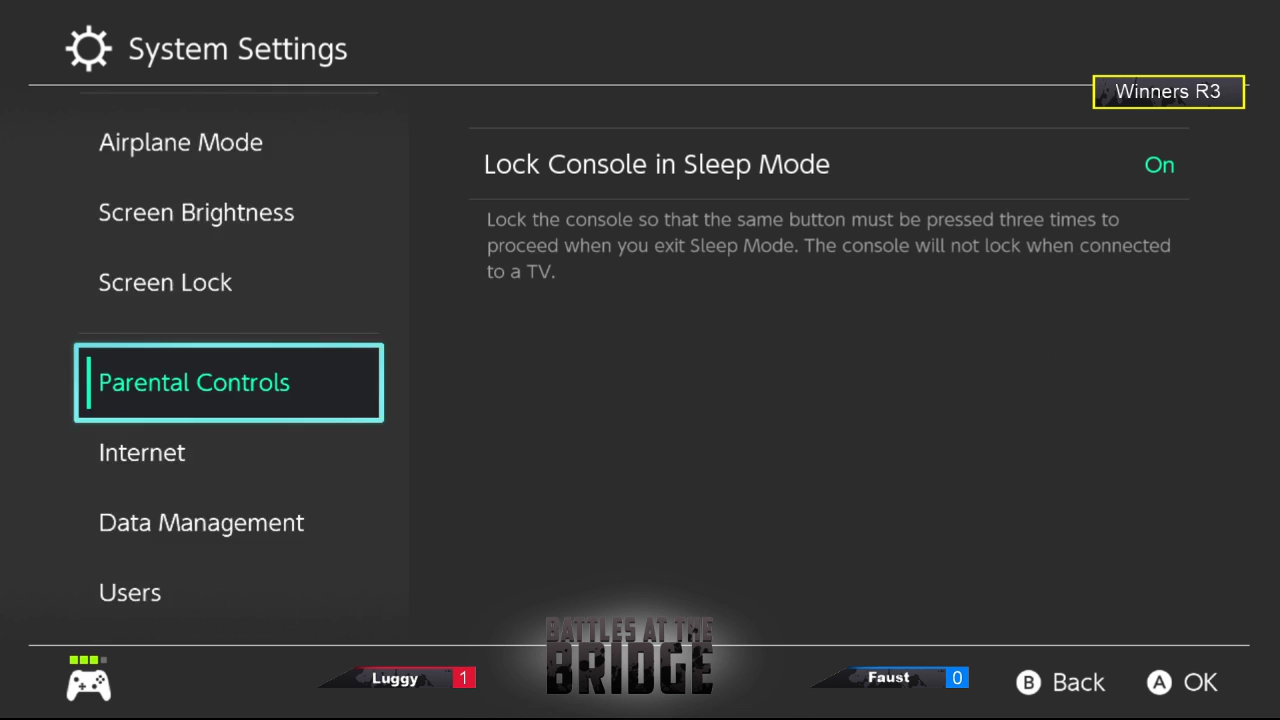 System Settings
Winners R3
Airplane Mode
Screen Brightness
Screen Lock
Parental Controls
Internet
Data Management
Users
Lock Console in Sleep Mode
On
Lock the console so that the same button must be pressed three times to
proceed when you exit Sleep Mode. The console will not lock when connected
to a TV.
Luggy 1
BATTLES AT THE
BRIDGE
Faust 0
B Back
A OK